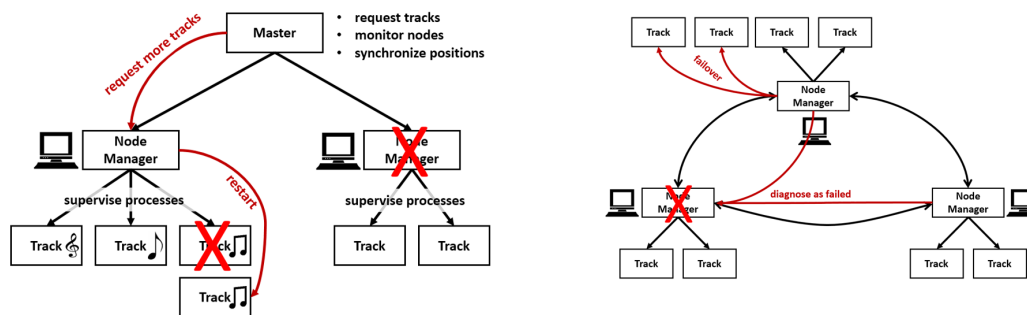 Master
• request tracks
• monitor nodes
• synchronize positions
request more tracks
Node
Manager
Node
Manager
restart
supervise processes
supervise processes
Track
Track
Track
Track
Track
Track
Track
Track
Track
Track
failover
Node
Manager
Node
Manager
diagnose as failed
Node
Manager
Track
Track
Track
Track